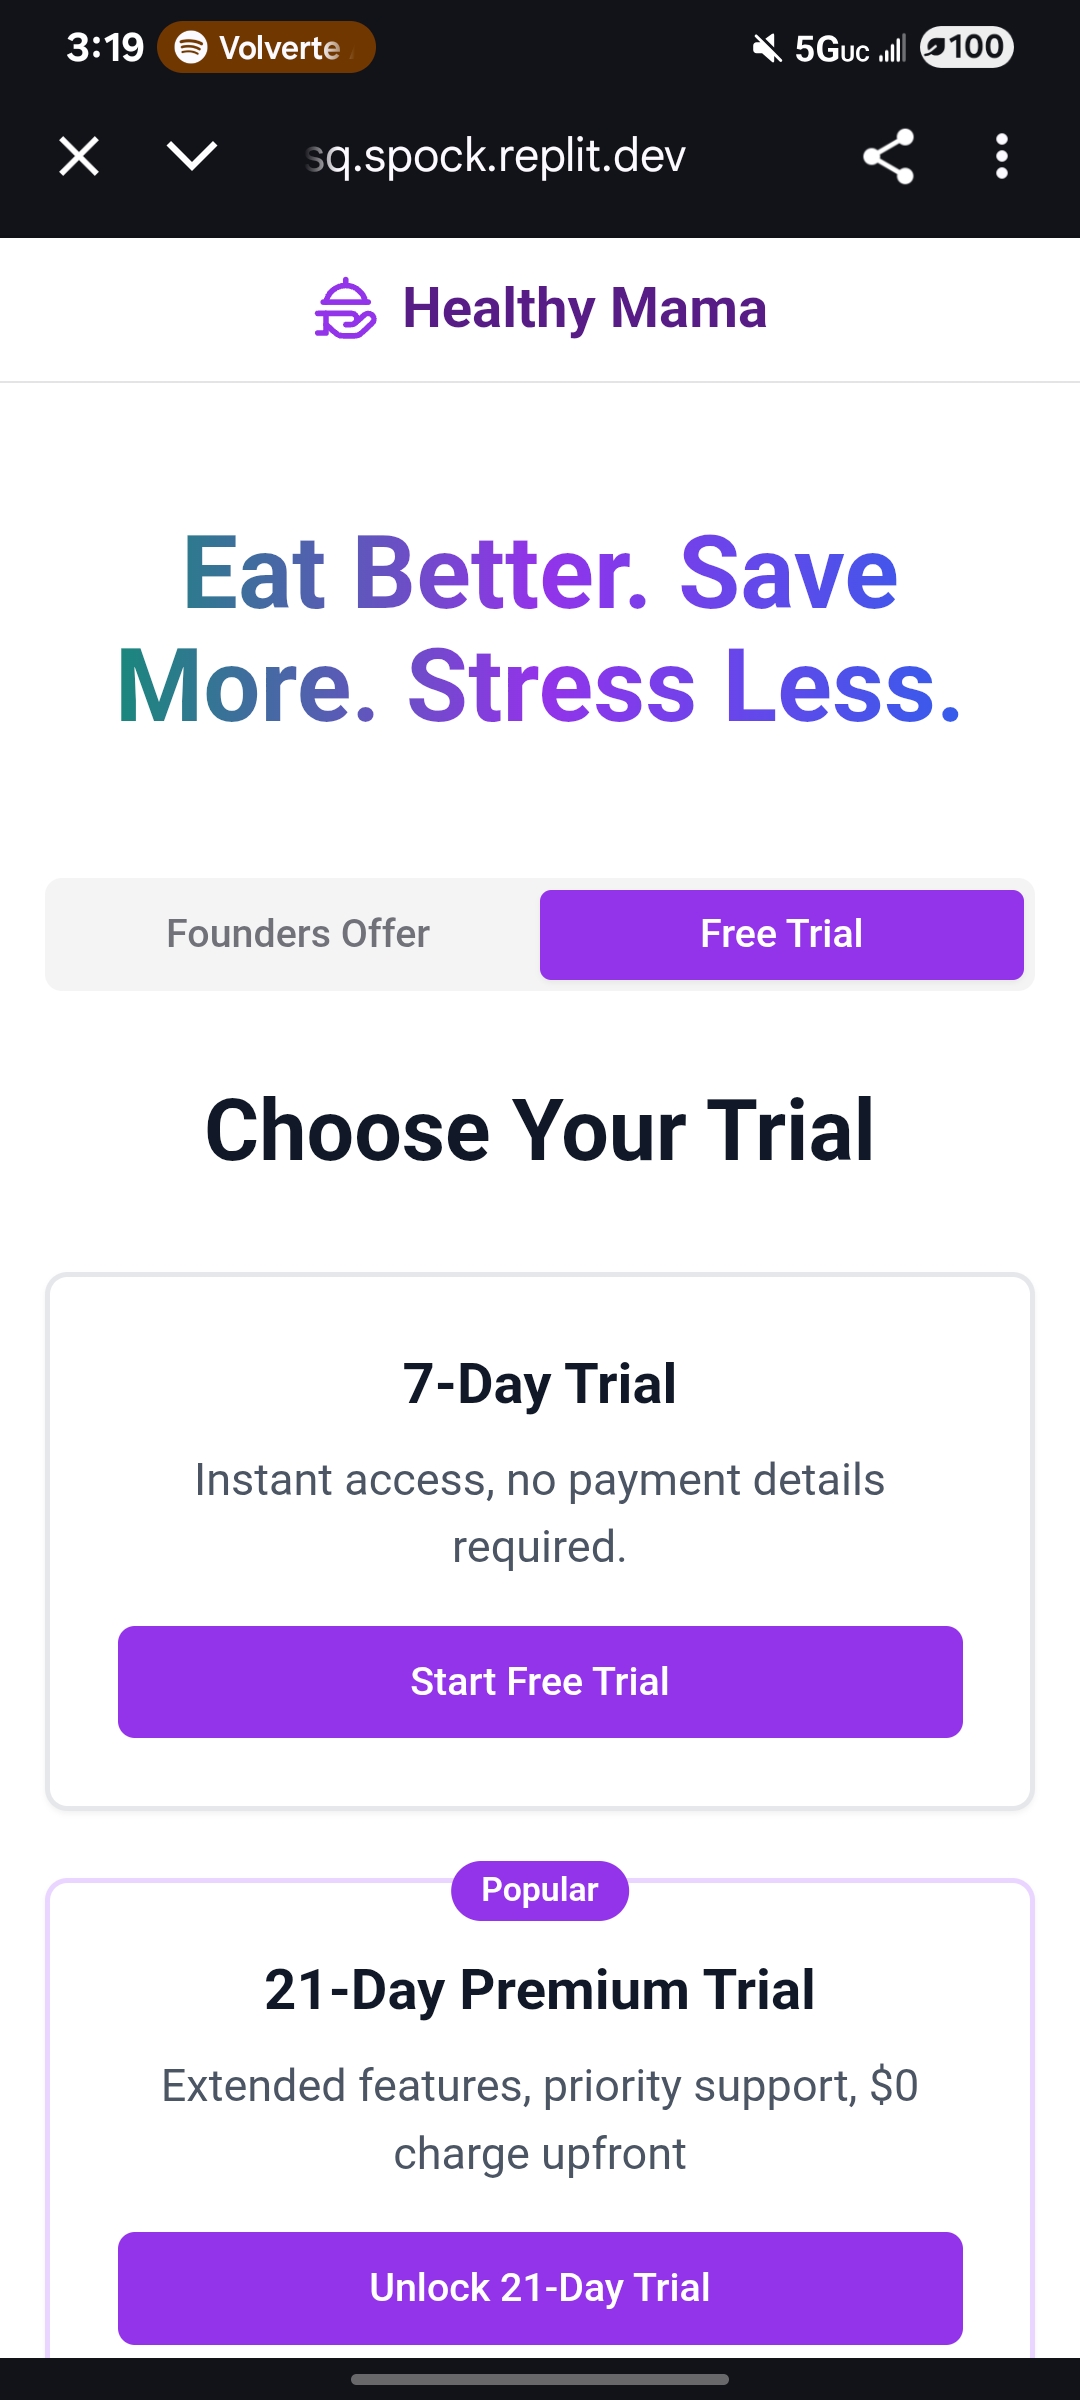 3:19 Volverte 5GUC 100
sq.spock.replit.dev
Healthy Mama
Eat Better. Save
More. Stress Less.
Founders Offer Free Trial
Choose Your Trial
7-Day Trial
Instant access, no payment details
required.
Start Free Trial
Popular
21-Day Premium Trial
Extended features, priority support, $0
charge upfront
Unlock 21-Day Trial